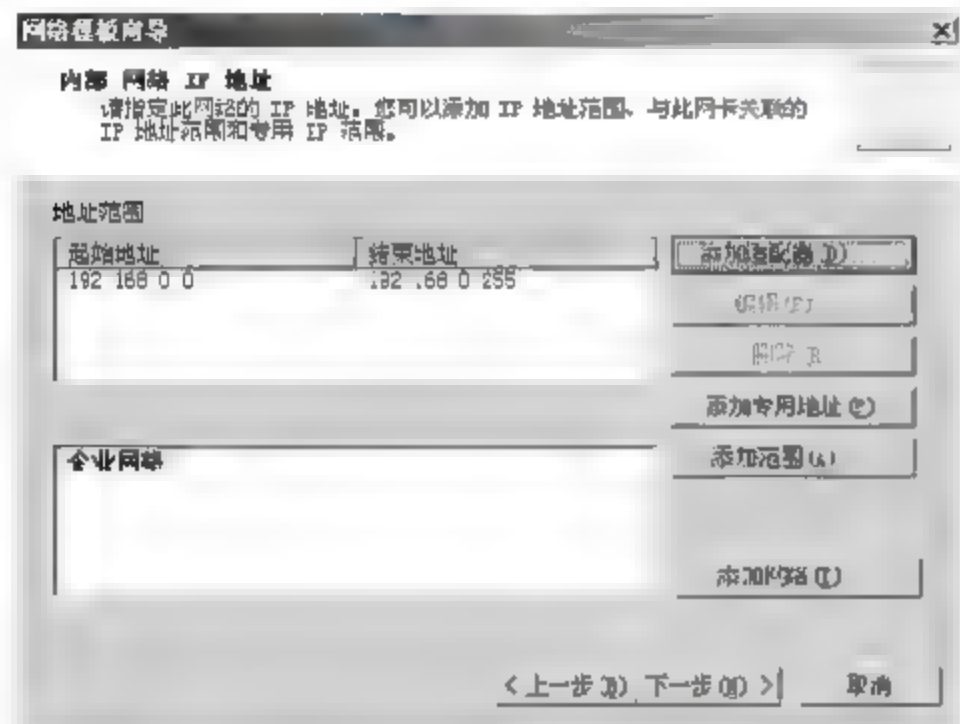 网络模板向导
内部 网络 IP 地址
请指定此网络的 IP 地址。您可以添加 IP 地址范围、与此网卡关联的
IP 地址范围和专用 IP 范围。
地址范围
起始地址 结束地址
192 168 0 0 192 168 0 255
添加适配器(D)
编辑(E)
删除(R)
添加专用地址(P)
企业网络
添加范围(A)
添加网络(T)
< 上一步(B) 下一步(N) > 取消